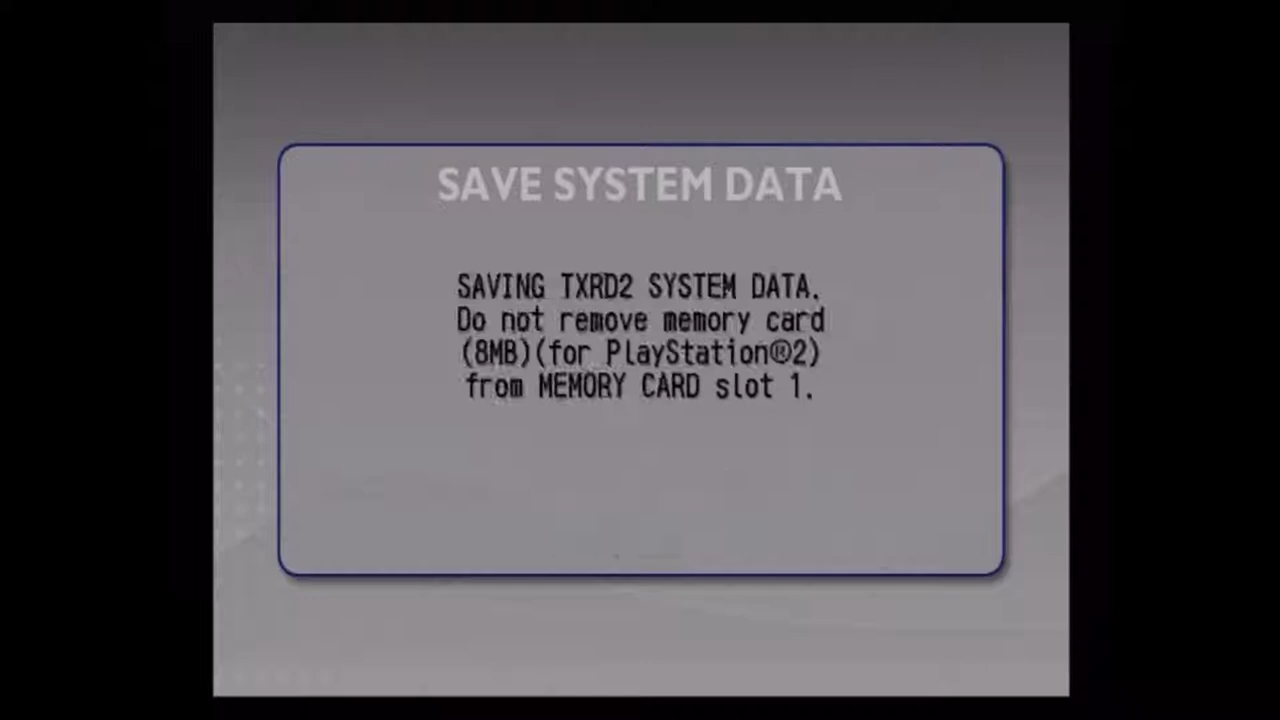 SAVE SYSTEM DATA
SAVING TXRD2 SYSTEM DATA.
Do not remove memory card
(8MB)(for PlayStation®2)
from MEMORY CARD slot 1.